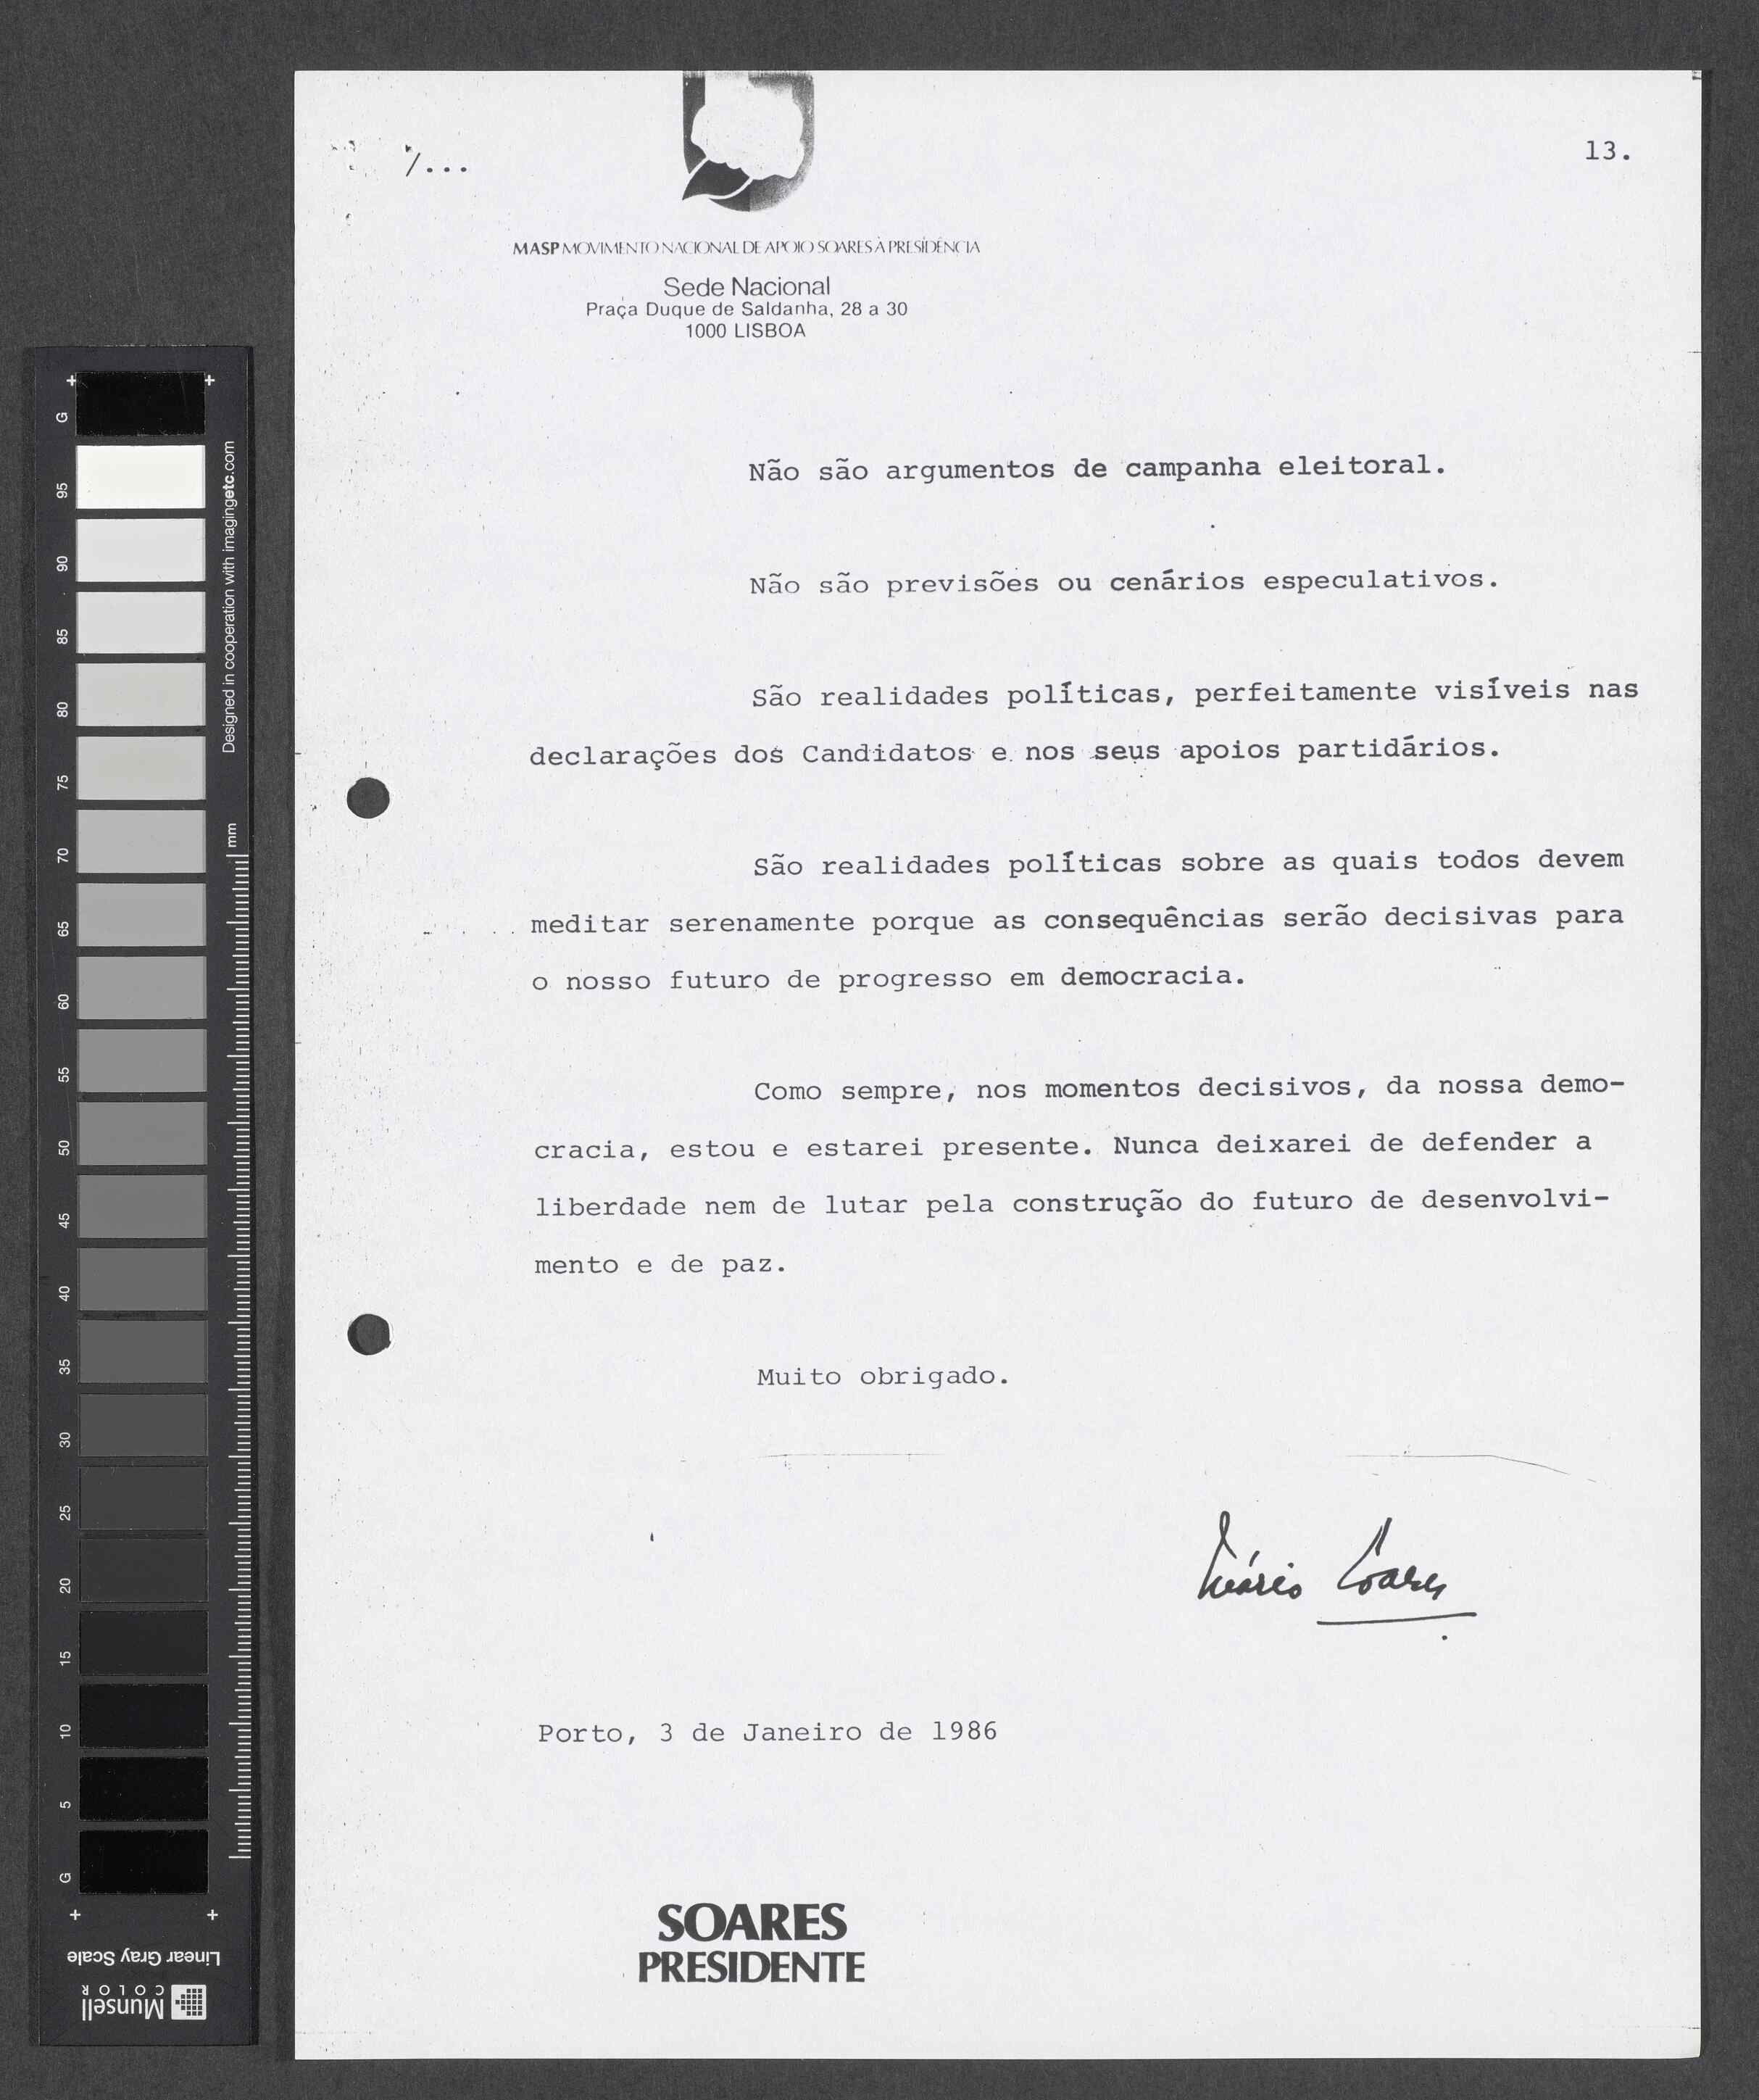 /...
13.
MASP MOVIMENTO NACIONAL DE APOIO SOARES À PRESIDÊNCIA
Sede Nacional
Praça Duque de Saldanha, 28 a 30
1000 LISBOA
Não são argumentos de campanha eleitoral.
Não são previsões ou cenários especulativos.
São realidades políticas, perfeitamente visíveis nas
declarações dos Candidatos e nos seus apoios partidários.
São realidades políticas sobre as quais todos devem
meditar serenamente porque as consequências serão decisivas para
o nosso futuro de progresso em democracia.
Como sempre, nos momentos decisivos, da nossa demo-
cracia, estou e estarei presente. Nunca deixarei de defender a
liberdade nem de lutar pela construção do futuro de desenvolvi-
mento e de paz.
Muito obrigado.
Mário Soares
Porto, 3 de Janeiro de 1986
SOARES
PRESIDENTE
G
95
90
85
80
75
70
65
60
55
50
45
40
35
30
25
20
15
10
5
G
Designed in cooperation with imagingetc.com
mm
Linear Gray Scale
Munsell
COLOR